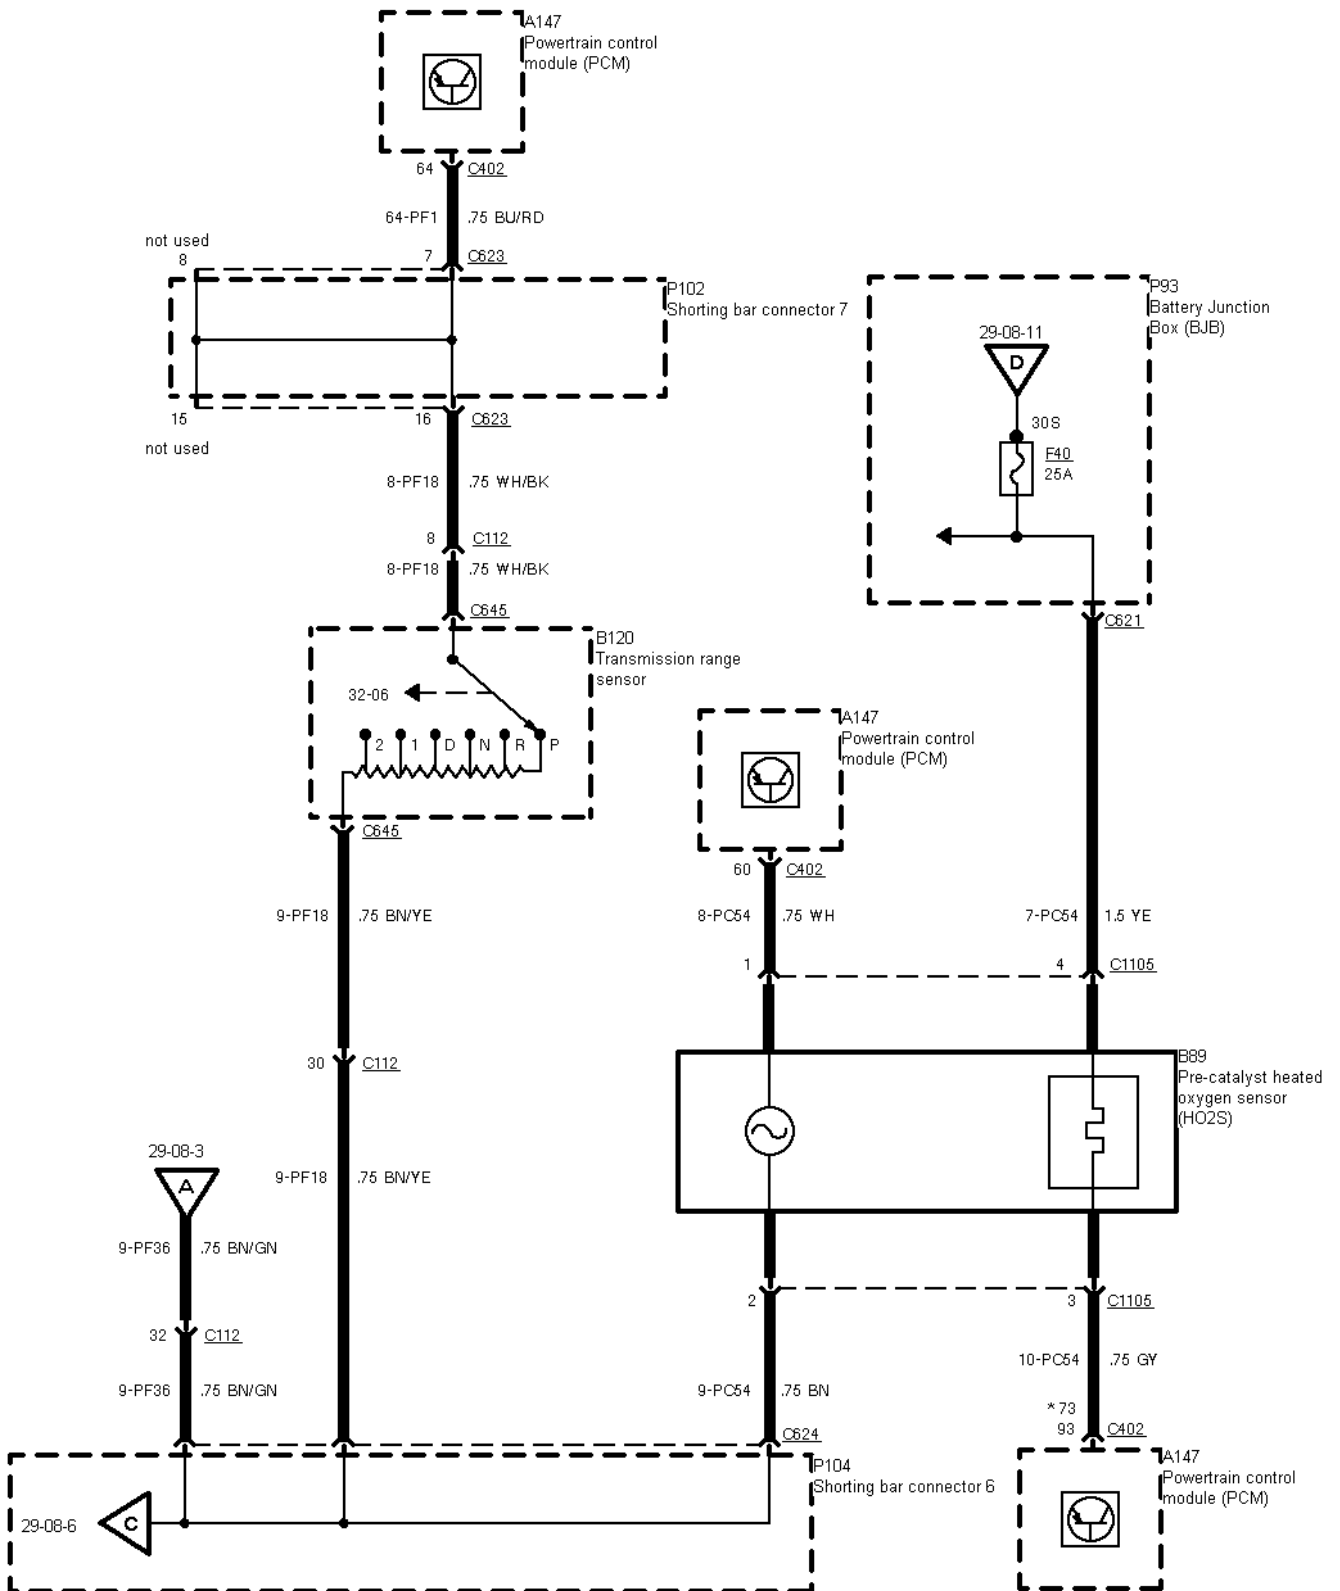 A147
Powertrain control
module (PCM)
64 C402
64-PF1 .75 BU/RD
not used
8
7 C623
P102
Shorting bar connector 7
15
16 C623
not used
8-PF18 .75 WH/BK
8 C112
8-PF18 .75 WH/BK
C645
P93
Battery Junction
Box (BJB)
29-08-11
D
30S
F40
25A
C621
B120
Transmission range
sensor
32-06
2 1 D N R P
C645
A147
Powertrain control
module (PCM)
60 C402
9-PF18 .75 BN/YE
8-PC54 .75 WH
7-PC54 1.5 YE
1
4 C1105
30 C112
B89
Pre-catalyst heated
oxygen sensor
(HO2S)
29-08-3
A
9-PF18 .75 BN/YE
9-PF36 .75 BN/GN
2
3 C1105
32 C112
10-PC54 .75 GY
9-PF36 .75 BN/GN
9-PC54 .75 BN
*73
93 C402
C624
P104
Shorting bar connector 6
29-08-6
C
A147
Powertrain control
module (PCM)